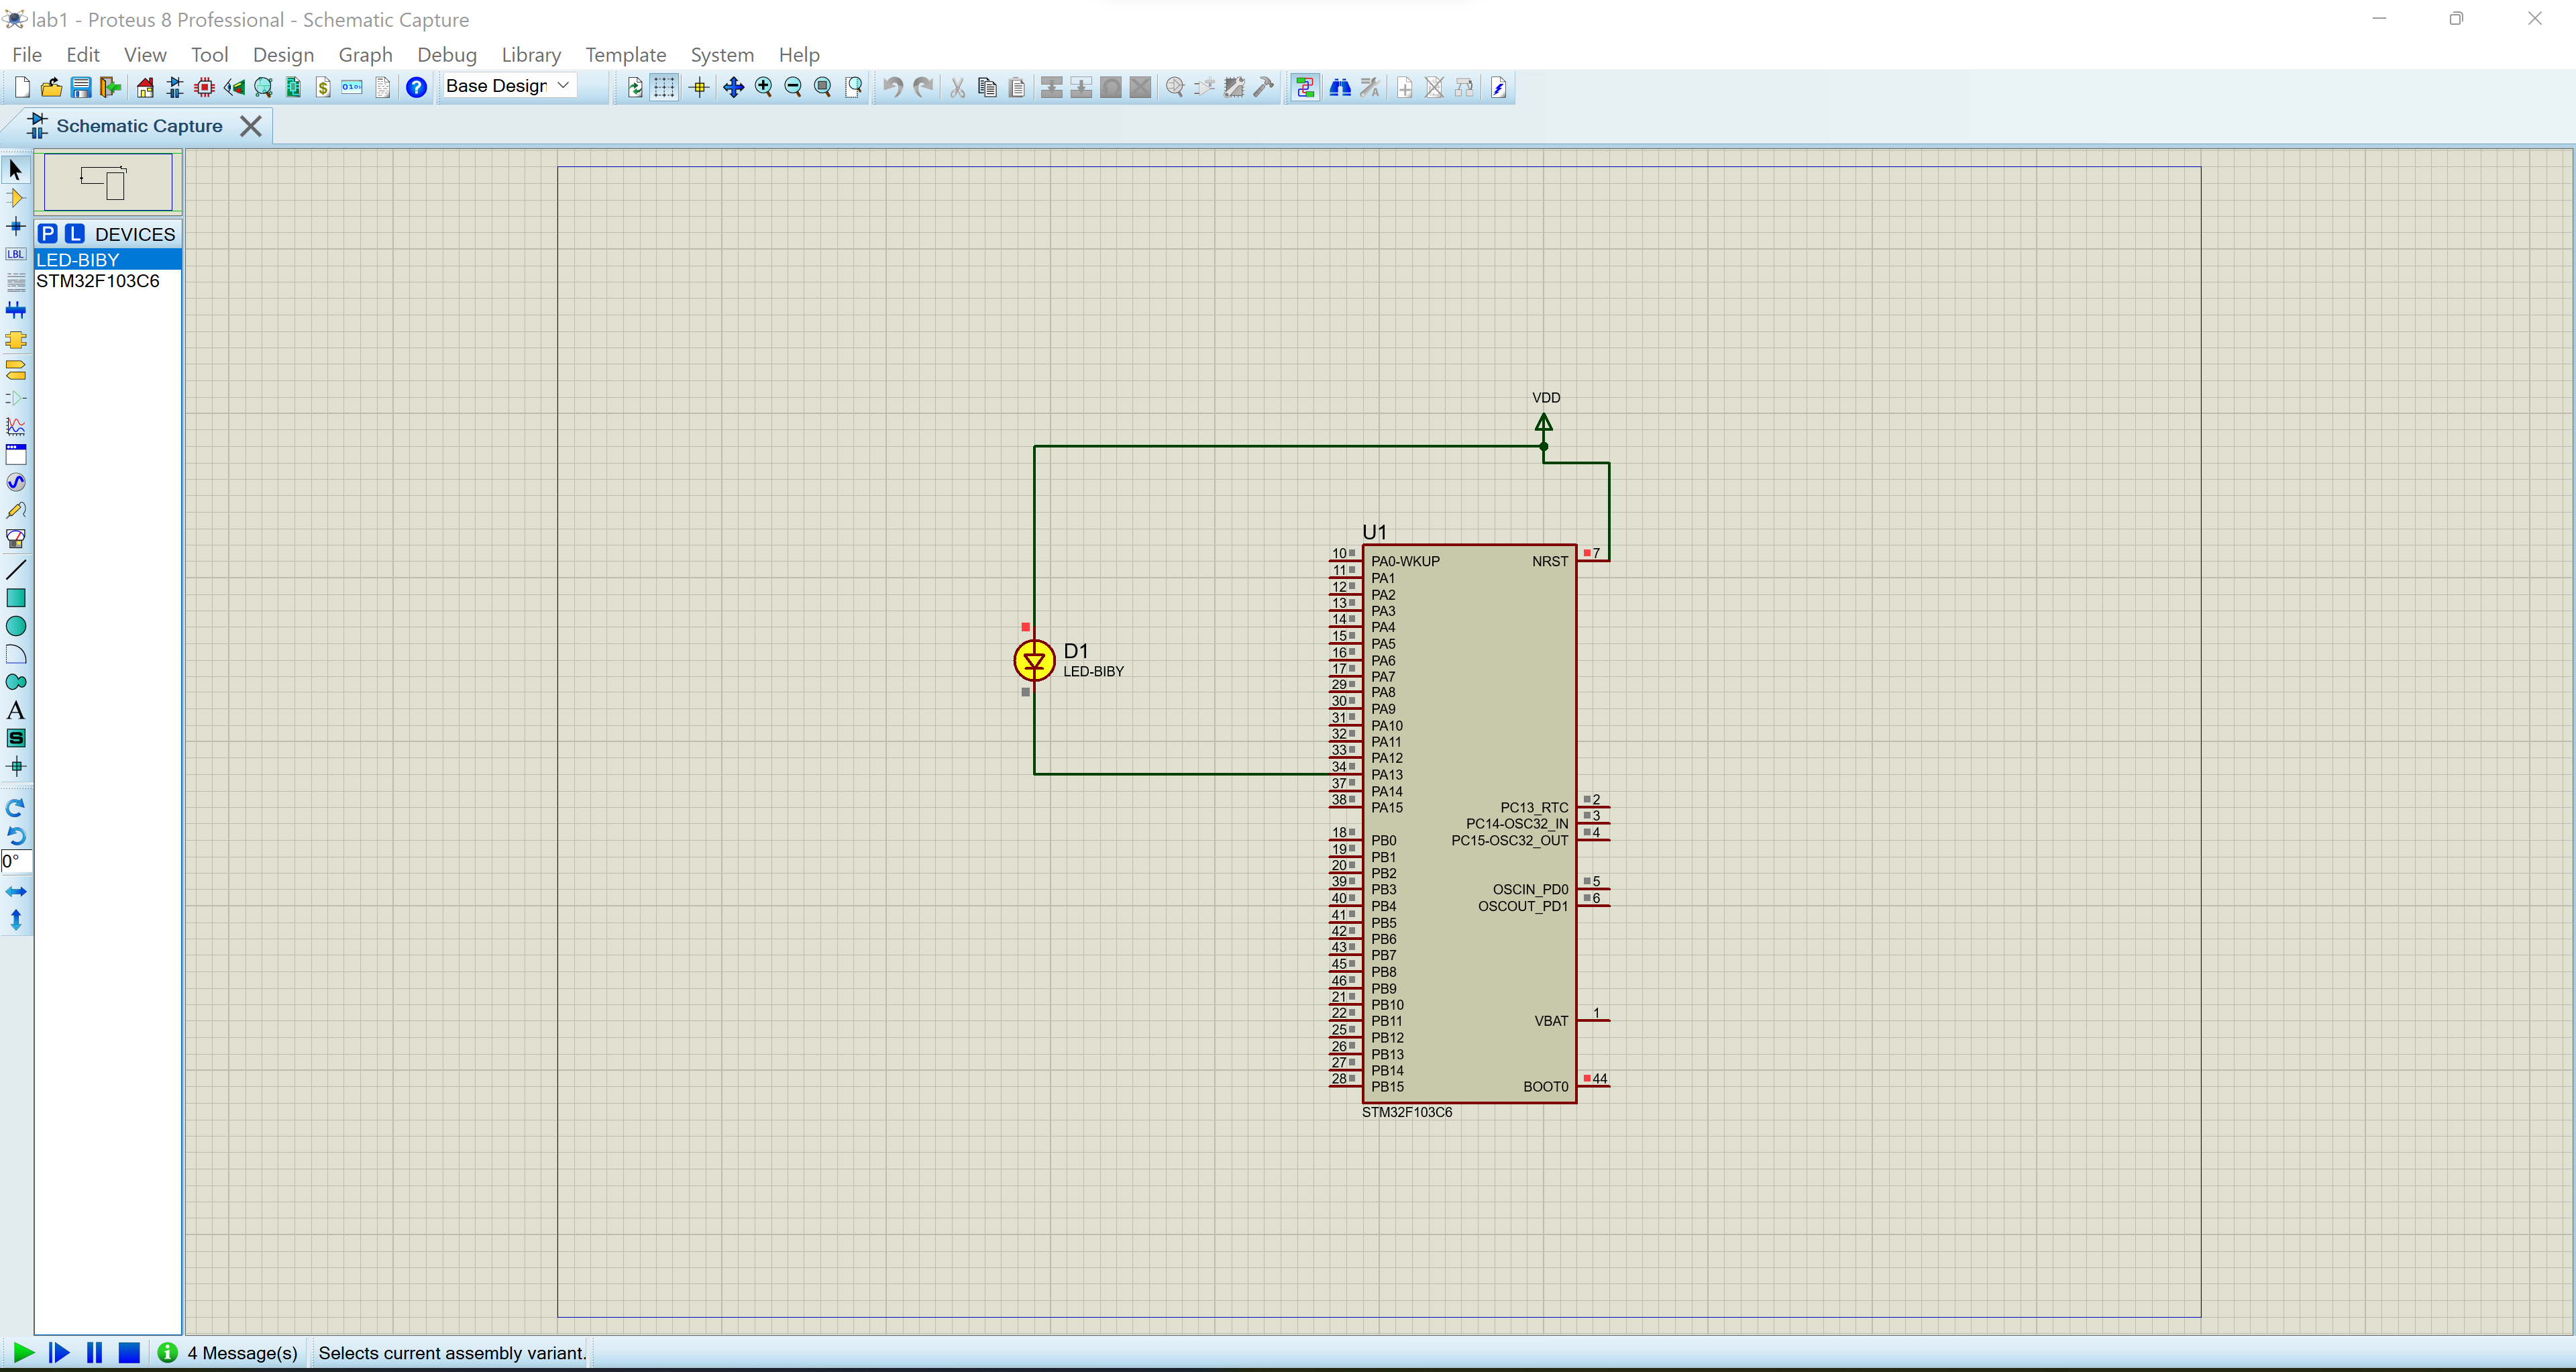 lab1 - Proteus 8 Professional - Schematic Capture
File Edit View Tool Design Graph Debug Library Template System Help
Base Design
Schematic Capture
P L DEVICES
LED-BIBY
STM32F103C6
LBL
A
S
0°
VDD
D1
LED-BIBY
U1
10 PA0-WKUP NRST 7
11 PA1
12 PA2
13 PA3
14 PA4
15 PA5
16 PA6
17 PA7
29 PA8
30 PA9
31 PA10
32 PA11
33 PA12
34 PA13
37 PA14
38 PA15 PC13_RTC 2
PC14-OSC32_IN 3
18 PB0 PC15-OSC32_OUT 4
19 PB1
20 PB2
39 PB3 OSCIN_PD0 5
40 PB4 OSCOUT_PD1 6
41 PB5
42 PB6
43 PB7
45 PB8
46 PB9
21 PB10
22 PB11 VBAT 1
25 PB12
26 PB13
27 PB14
28 PB15 BOOT0 44
STM32F103C6
4 Message(s) Selects current assembly variant.